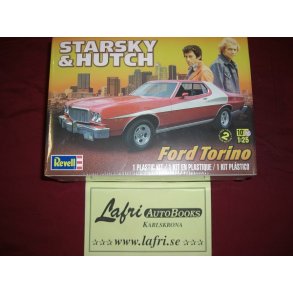 STARSKY
& HUTCH
10
1:25
Ford Torino
Revell
1 PLASTIC KIT / 1 KIT EN PLASTIQUE / 1 KIT PLÁSTICO
Lafri AUTOBOOKS
KARLSKRONA
☆☆☆ www.lafri.se ☆☆☆